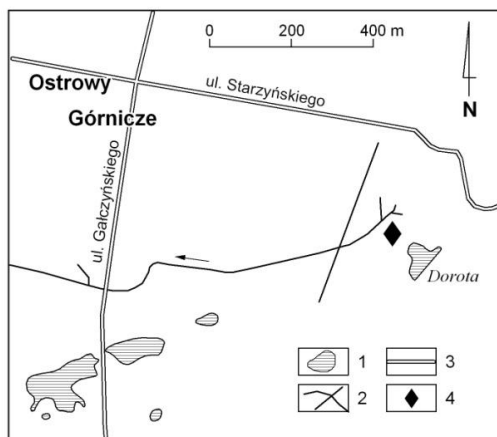 0 200 400 m
Ostrowy
Górnicze
ul. Starzyńskiego
ul. Gałczyńskiego
N
Dorota
1 3
2 4